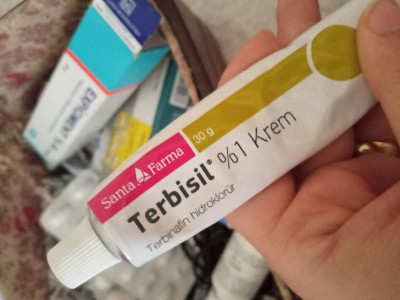 Santa Farma
30 g
Terbisil® %1 Krem
Terbinafin hidroklorür